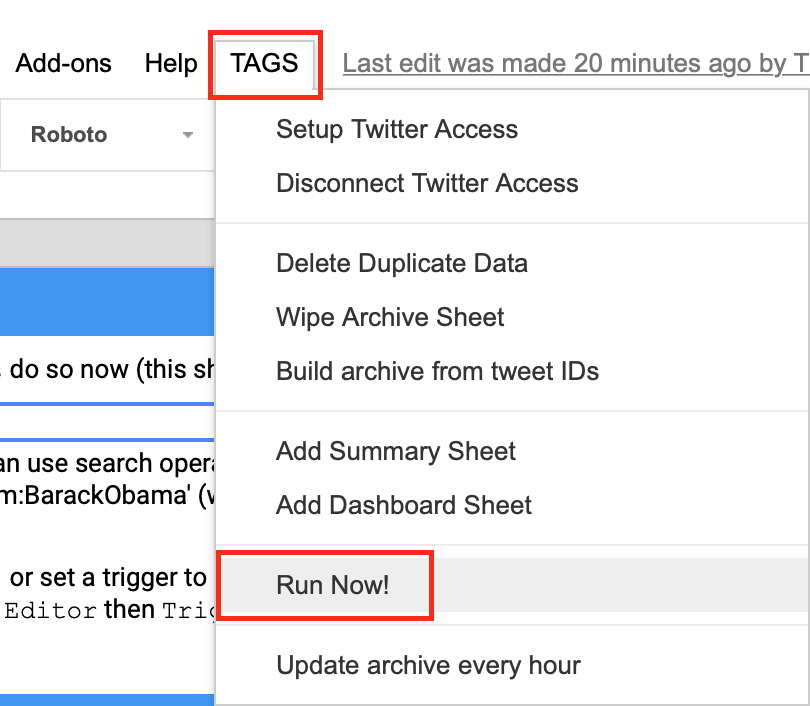 Add-ons Help TAGS Last edit was made 20 minutes ago by T
Roboto
Setup Twitter Access
Disconnect Twitter Access
Delete Duplicate Data
Wipe Archive Sheet
do so now (this sh
Build archive from tweet IDs
Add Summary Sheet
an use search opera
m:BarackObama' (w
Add Dashboard Sheet
or set a trigger to
Run Now!
Editor then Trig
Update archive every hour